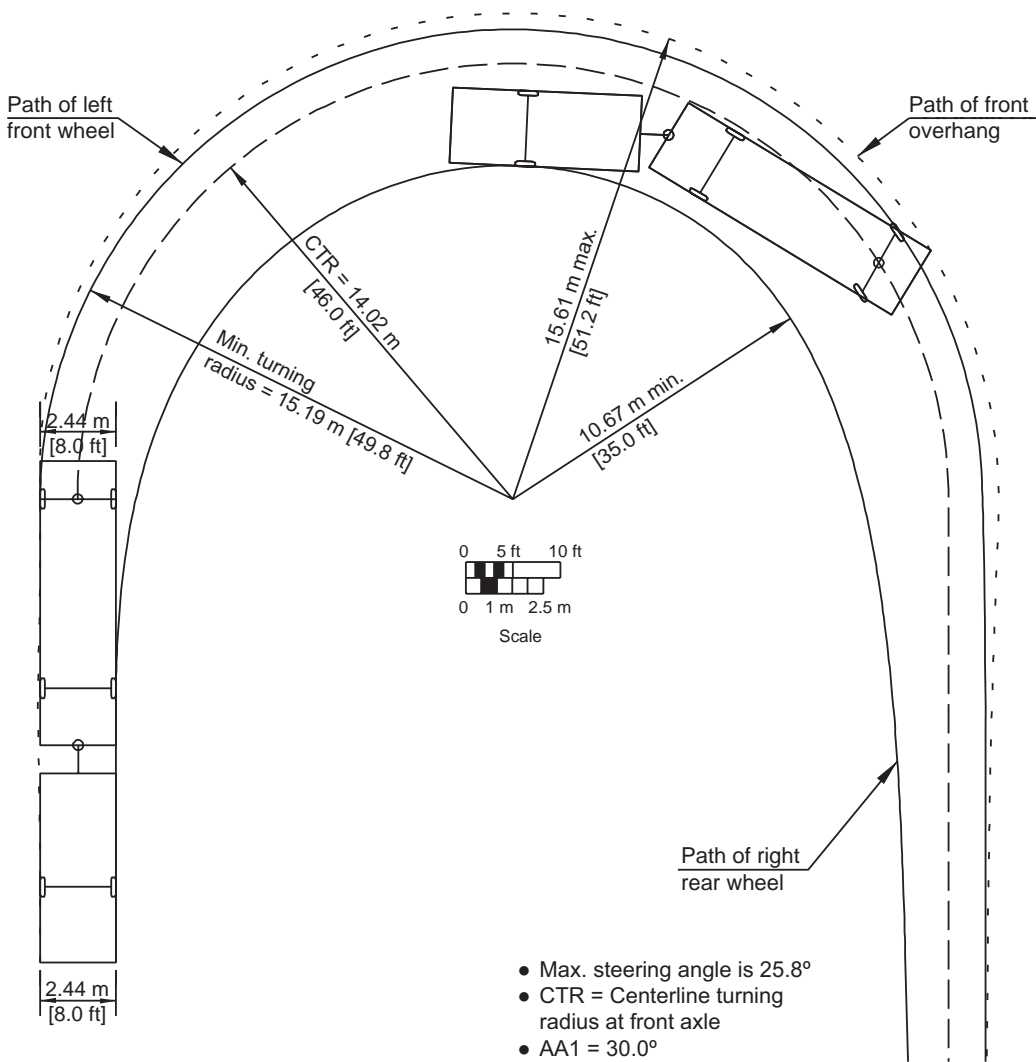 Path of left
front wheel
Path of front
overhang
CTR = 14.02 m
[46.0 ft]
15.61 m max.
[51.2 ft]
Min. turning
radius = 15.19 m [49.8 ft]
10.67 m min.
[35.0 ft]
2.44 m
[8.0 ft]
0 5 ft 10 ft
0 1 m 2.5 m
Scale
Path of right
rear wheel
2.44 m
[8.0 ft]
● Max. steering angle is 25.8º
● CTR = Centerline turning
radius at front axle
● AA1 = 30.0º